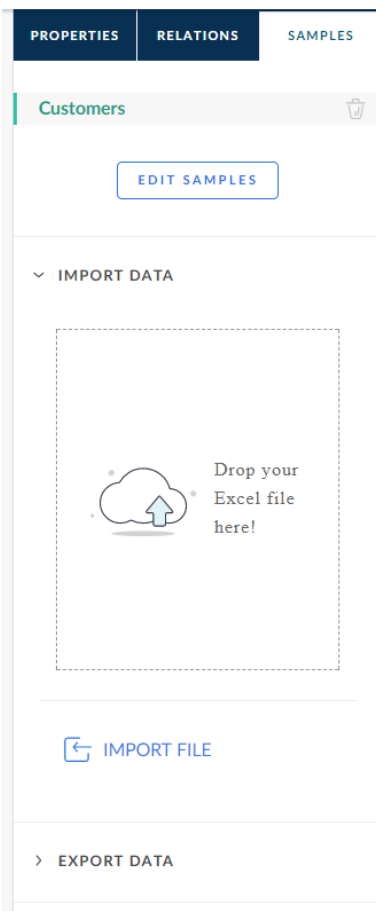 PROPERTIES RELATIONS SAMPLES
Customers
EDIT SAMPLES
IMPORT DATA
Drop your
Excel file
here!
IMPORT FILE
EXPORT DATA